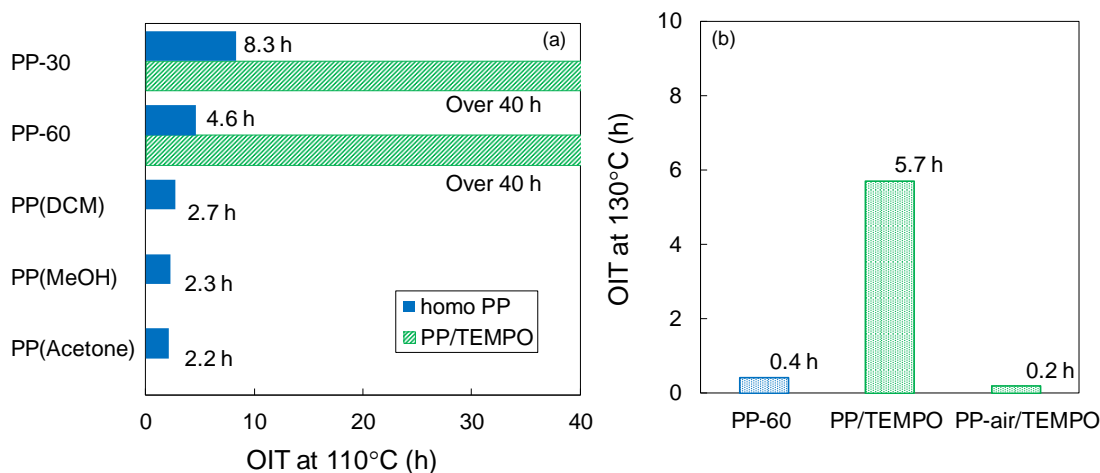 (a)
PP-30
8.3 h
Over 40 h
PP-60
4.6 h
Over 40 h
PP(DCM)
2.7 h
PP(MeOH)
2.3 h
PP(Acetone)
2.2 h
homo PP
PP/TEMPO
0 10 20 30 40
OIT at 110°C (h)
(b)
OIT at 130°C (h)
10
8
6
4
2
0
0.4 h
5.7 h
0.2 h
PP-60 PP/TEMPO PP-air/TEMPO